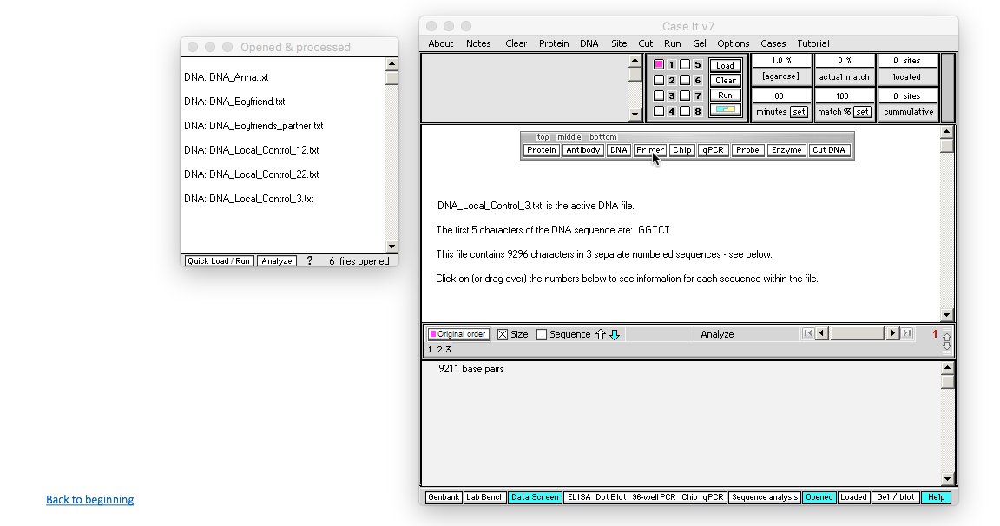 Opened & processed
DNA: DNA_Anna.txt
DNA: DNA_Boyfriend.txt
DNA: DNA_Boyfriends_partner.txt
DNA: DNA_Local_Control_12.txt
DNA: DNA_Local_Control_22.txt
DNA: DNA_Local_Control_3.txt
Quick Load / Run Analyze ? 6 files opened
Case It v7
About Notes Clear Protein DNA Site Cut Run Gel Options Cases Tutorial
1 5 Load
2 6 Clear
3 7 Run
4 8
1.0 % 0 % 0 sites
[agarose] actual match located
60 100 0 sites
minutes set match % set cummulative
top middle bottom
Protein Antibody DNA Primer Chip qPCR Probe Enzyme Cut DNA
'DNA_Local_Control_3.txt' is the active DNA file.
The first 5 characters of the DNA sequence are: GGTCT
This file contains 9296 characters in 3 separate numbered sequences - see below.
Click on (or drag over) the numbers below to see information for each sequence within the file.
Original order Size Sequence Analyze 1
1 2 3
9211 base pairs
Genbank Lab Bench Data Screen ELISA Dot Blot 96-well PCR Chip qPCR Sequence analysis Opened Loaded Gel / blot Help
Back to beginning